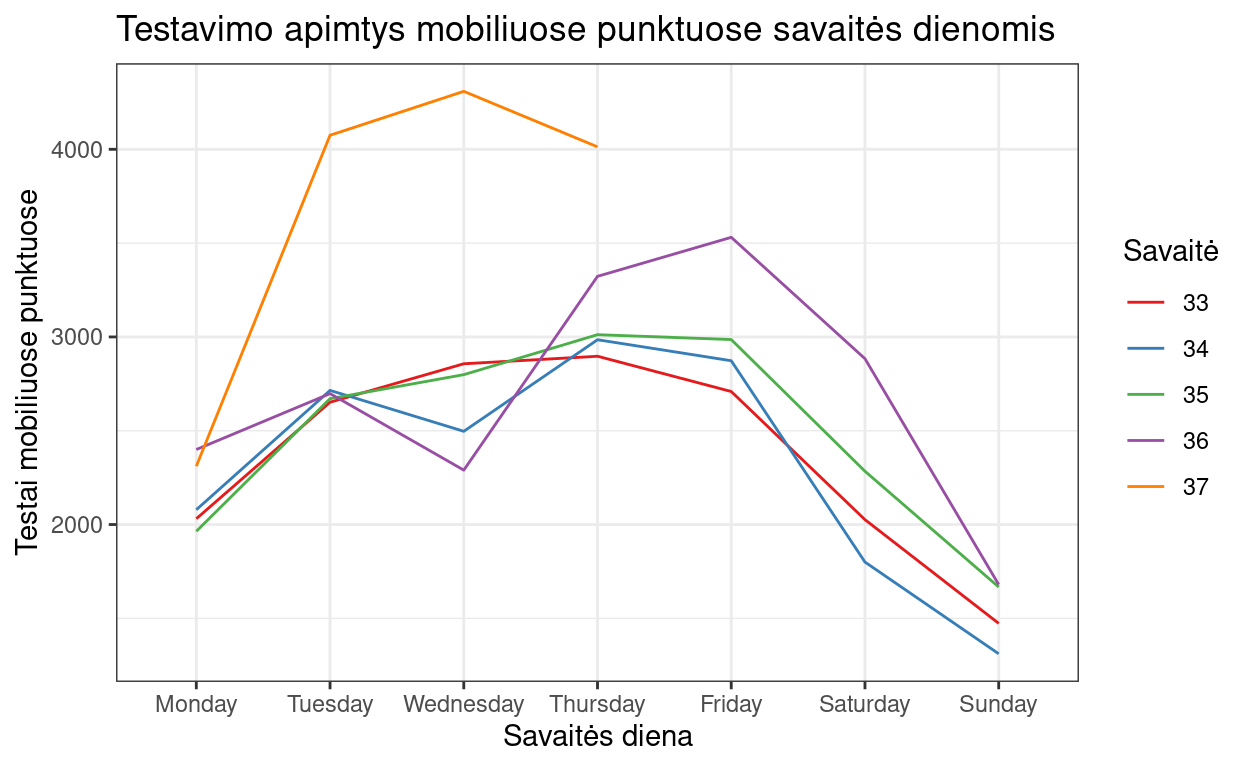 Testavimo apimtys mobiliuose punktuose savaitės dienomis
Testai mobiliuose punktuose
4000
3000
2000
Monday Tuesday Wednesday Thursday Friday Saturday Sunday
Savaitės diena
Savaitė
33
34
35
36
37